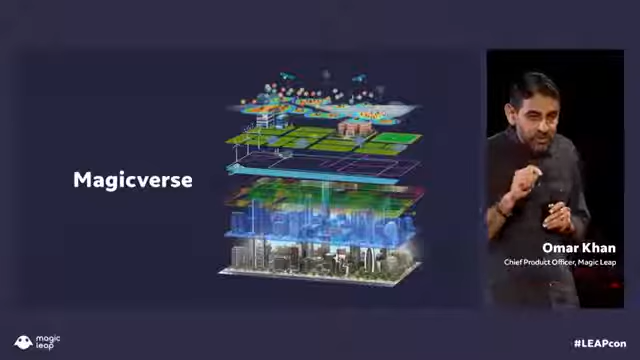 Magicverse
Omar Khan
Chief Product Officer, Magic Leap
magic
leap
#LEAPcon